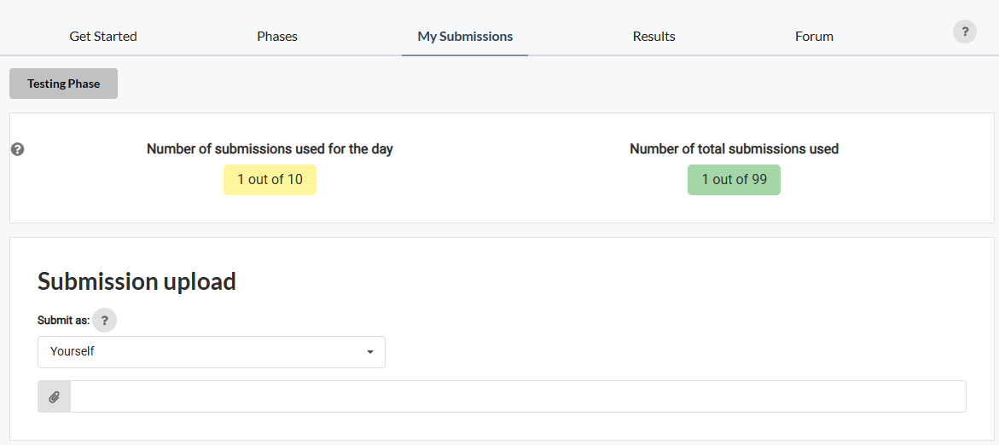 Get Started Phases My Submissions Results Forum ?
Testing Phase
? Number of submissions used for the day Number of total submissions used
1 out of 10 1 out of 99
Submission upload
Submit as: ?
Yourself